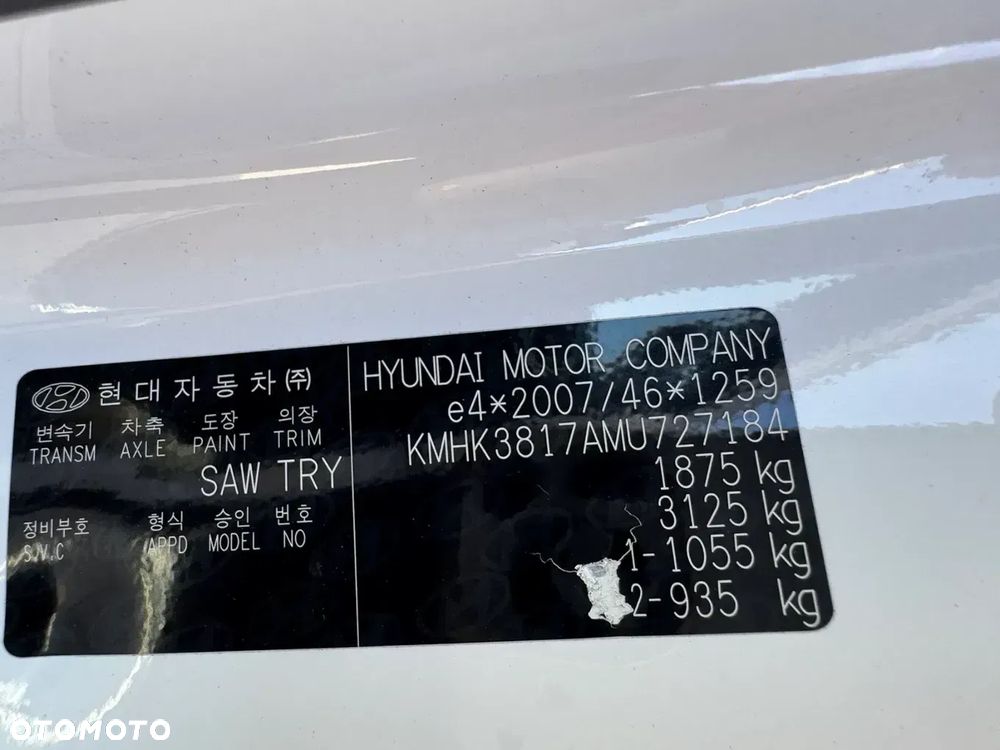 현대자동차(주)
변속기 차축 도장 의장
TRANSM AXLE PAINT TRIM
SAW TRY
정비부호 형식 승인 번호
S.V.C APPD MODEL NO
HYUNDAI MOTOR COMPANY
e4*2007/46*1259
KMHK3817AMU727184
1875 kg
3125 kg
1-1055 kg
2-935 kg
OTOMOTO